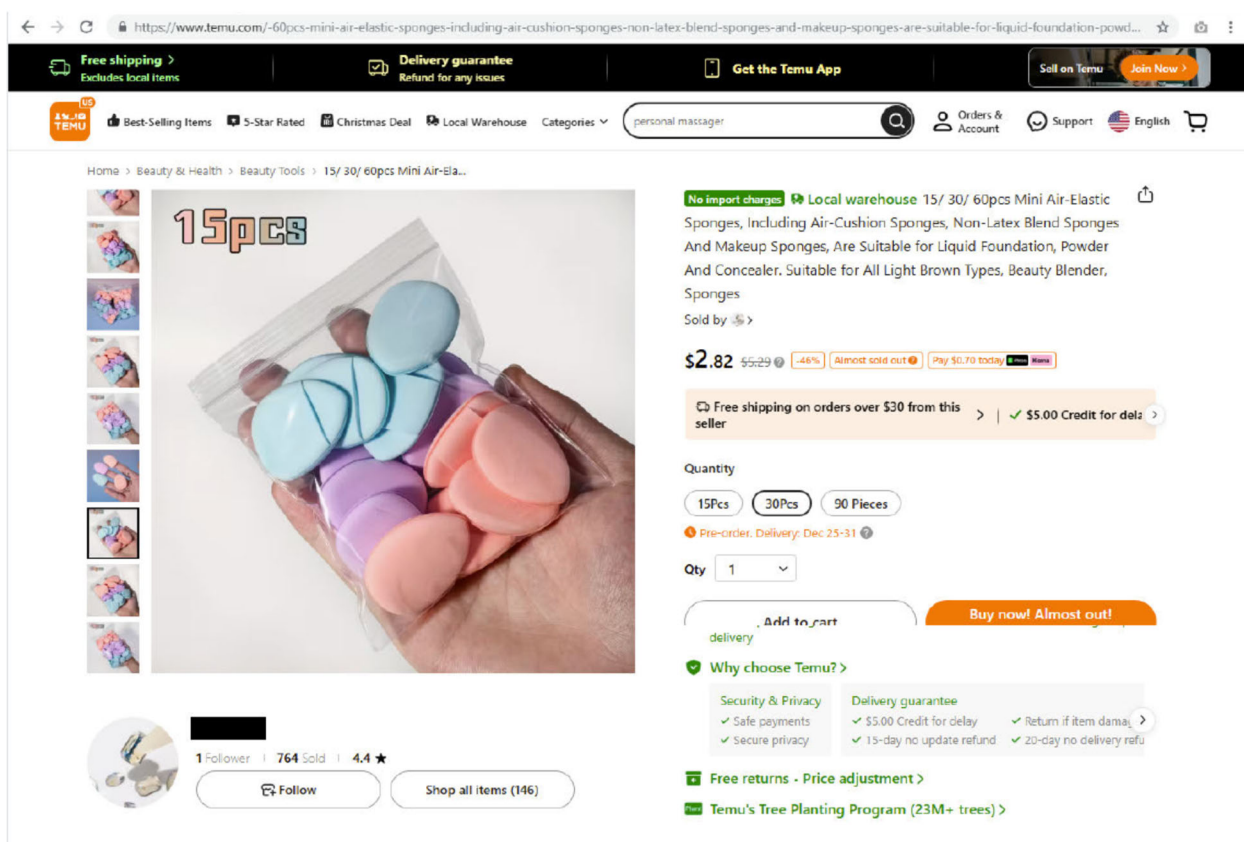 https://www.temu.com/-60pcs-mini-air-elastic-sponges-including-air-cushion-sponges-non-latex-blend-sponges-and-makeup-sponges-are-suitable-for-liquid-foundation-powd...
Free shipping >
Excludes local items
Delivery guarantee
Refund for any issues
Get the Temu App
Sell on Temu
Join Now >
US
TEMU
Best-Selling Items
5-Star Rated
Christmas Deal
Local Warehouse
Categories
personal massager
Orders &
Account
Support
English
Home > Beauty & Health > Beauty Tools > 15/ 30/ 60pcs Mini Air-Ela...
15pcs
No import charges Local warehouse 15/ 30/ 60pcs Mini Air-Elastic
Sponges, Including Air-Cushion Sponges, Non-Latex Blend Sponges
And Makeup Sponges, Are Suitable for Liquid Foundation, Powder
And Concealer. Suitable for All Light Brown Types, Beauty Blender,
Sponges
Sold by >
$2.82 $5.29 -46% Almost sold out Pay $0.70 today Klarna
Free shipping on orders over $30 from this
seller
> | ✓ $5.00 Credit for dela >
Quantity
15Pcs
30Pcs
90 Pieces
Pre-order. Delivery: Dec 25-31
Qty 1
Add to cart
Buy now! Almost out!
delivery
Why choose Temu? >
Security & Privacy
✓ Safe payments
✓ Secure privacy
Delivery guarantee
✓ $5.00 Credit for delay
✓ 15-day no update refund
✓ Return if item damag
✓ 20-day no delivery refu
Free returns · Price adjustment >
Temu's Tree Planting Program (23M+ trees) >
1 Follower | 764 Sold | 4.4 ★
Follow
Shop all items (146)